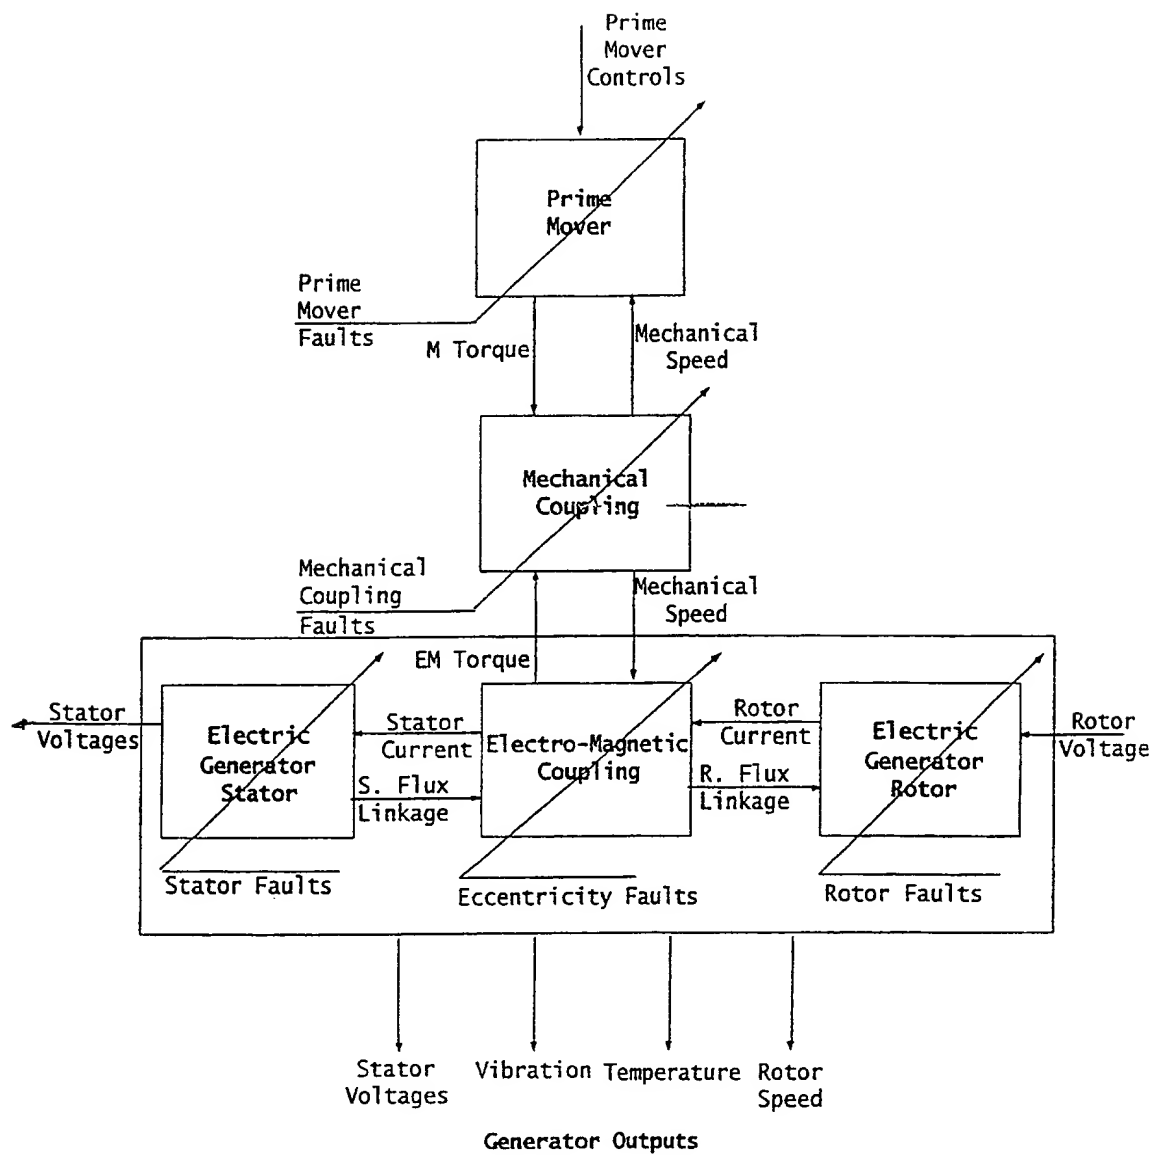 Prime
Mover
Controls
Prime
Mover
Prime
Mover
Faults
M Torque
Mechanical
Speed
Mechanical
Coupling
Mechanical
Coupling
Faults
Mechanical
Speed
EM Torque
Stator
Voltages
Electric
Generator
Stator
Stator
Current
S. Flux
Linkage
Electro-Magnetic
Coupling
Rotor
Current
R. Flux
Linkage
Electric
Generator
Rotor
Rotor
Voltage
Stator Faults
Eccentricity Faults
Rotor Faults
Stator
Voltages
Vibration
Temperature
Rotor
Speed
Generator Outputs